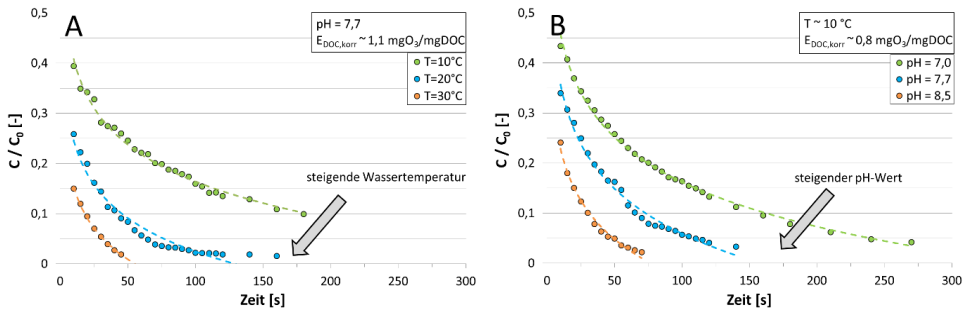 A
pH = 7,7
E_DOC,korr ~ 1,1 mgO₃/mgDOC
T=10°C
T=20°C
T=30°C
steigende Wassertemperatur
C / C₀ [-]
0,5
0,4
0,3
0,2
0,1
0
0
50
100
150
200
250
300
Zeit [s]
B
T ~ 10 °C
E_DOC,korr ~0,8 mgO₃/mgDOC
pH = 7,0
pH = 7,7
pH = 8,5
steigender pH-Wert
C / C₀ [-]
0,5
0,4
0,3
0,2
0,1
0
0
50
100
150
200
250
300
Zeit [s]